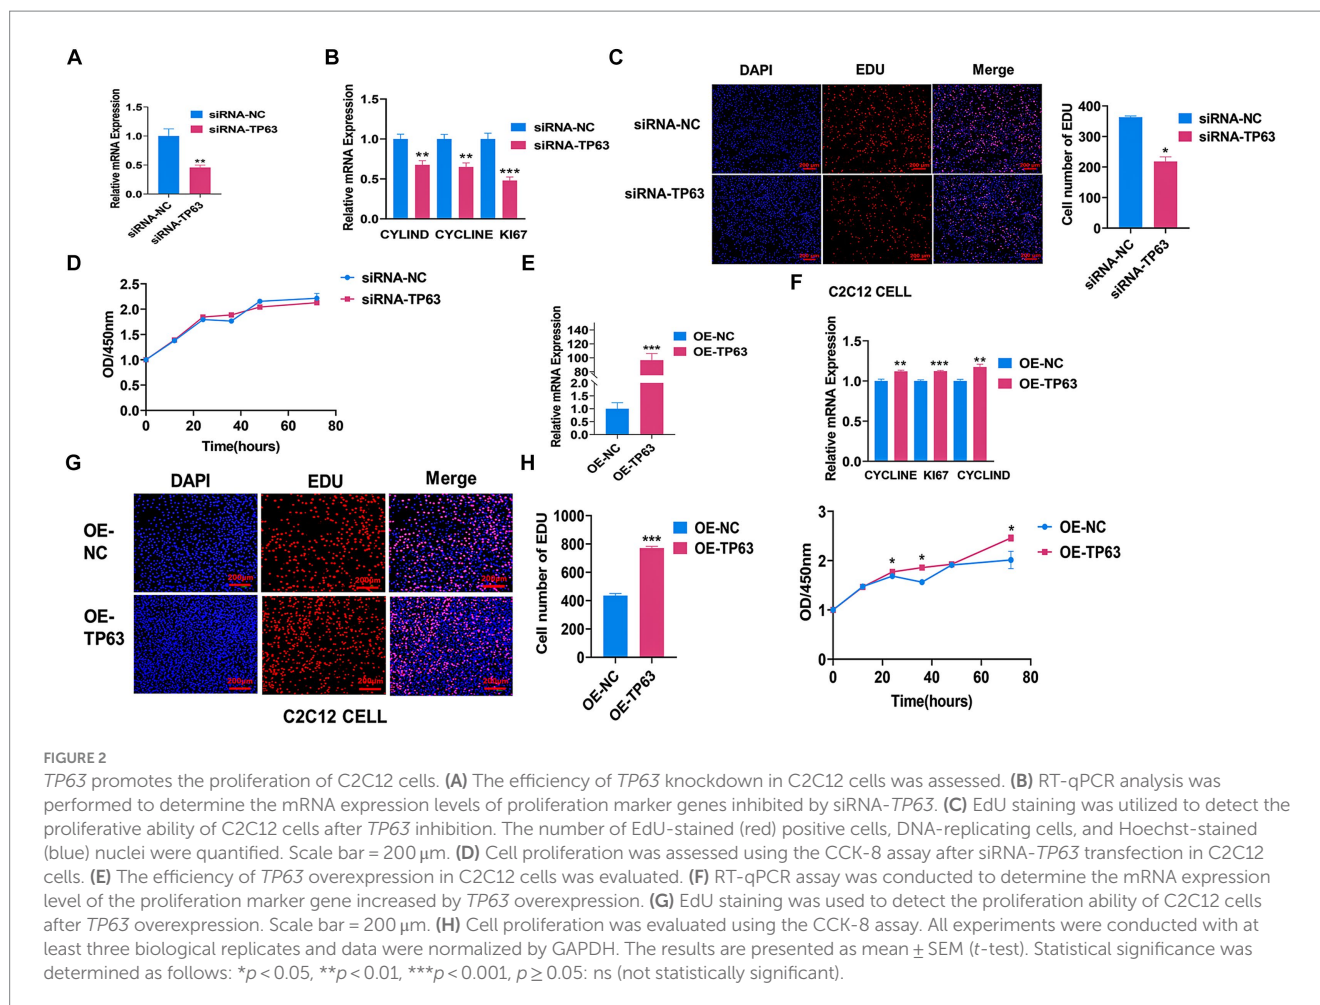 A
Relative mRNA Expression
1.5
1.0
0.5
0.0
siRNA-NC
siRNA-TP63
**
siRNA-NC
siRNA-TP63
B
Relative mRNA Expression
1.5
1.0
0.5
0.0
** ** ***
siRNA-NC
siRNA-TP63
CYLIND CYCLINE KI67
C
DAPI EDU Merge
siRNA-NC
200 µm 200 µm 200 µm
siRNA-TP63
200 µm 200 µm 200 µm
Cell number of EDU
400
300
200
100
0
*
siRNA-NC
siRNA-TP63
siRNA-NC
siRNA-TP63
D
OD/450nm
2.5
2.0
1.5
1.0
2.5
0.0
0 20 40 60 80
Time(hours)
siRNA-NC
siRNA-TP63
E
Relative mRNA Expression
140
120
100
80
2.0
1.5
1.0
0.5
0.0
***
OE-NC
OE-TP63
OE-NC
OE-TP63
F
C2C12 CELL
Relative mRNA Expression
1.5
1.0
0.5
0.0
** *** **
OE-NC
OE-TP63
CYCLINE KI67 CYCLIND
G
DAPI EDU Merge
OE-
NC
200µm 200µm 200µm
OE-
TP63
200µm 200µm 200µm
C2C12 CELL
H
Cell number of EDU
1000
800
600
400
200
0
***
OE-NC
OE-TP63
OE-NC
OE-TP63
OD/450nm
3
2
1
0
* * *
0 20 40 60 80
Time(hours)
OE-NC
OE-TP63
FIGURE 2
TP63 promotes the proliferation of C2C12 cells. (A) The efficiency of TP63 knockdown in C2C12 cells was assessed. (B) RT-qPCR analysis was
performed to determine the mRNA expression levels of proliferation marker genes inhibited by siRNA-TP63. (C) EdU staining was utilized to detect the
proliferative ability of C2C12 cells after TP63 inhibition. The number of EdU-stained (red) positive cells, DNA-replicating cells, and Hoechst-stained
(blue) nuclei were quantified. Scale bar = 200 µm. (D) Cell proliferation was assessed using the CCK-8 assay after siRNA-TP63 transfection in C2C12
cells. (E) The efficiency of TP63 overexpression in C2C12 cells was evaluated. (F) RT-qPCR assay was conducted to determine the mRNA expression
level of the proliferation marker gene increased by TP63 overexpression. (G) EdU staining was used to detect the proliferation ability of C2C12 cells
after TP63 overexpression. Scale bar = 200 µm. (H) Cell proliferation was evaluated using the CCK-8 assay. All experiments were conducted with at
least three biological replicates and data were normalized by GAPDH. The results are presented as mean ± SEM (t-test). Statistical significance was
determined as follows: *p < 0.05, **p < 0.01, ***p < 0.001, p ≥ 0.05: ns (not statistically significant).